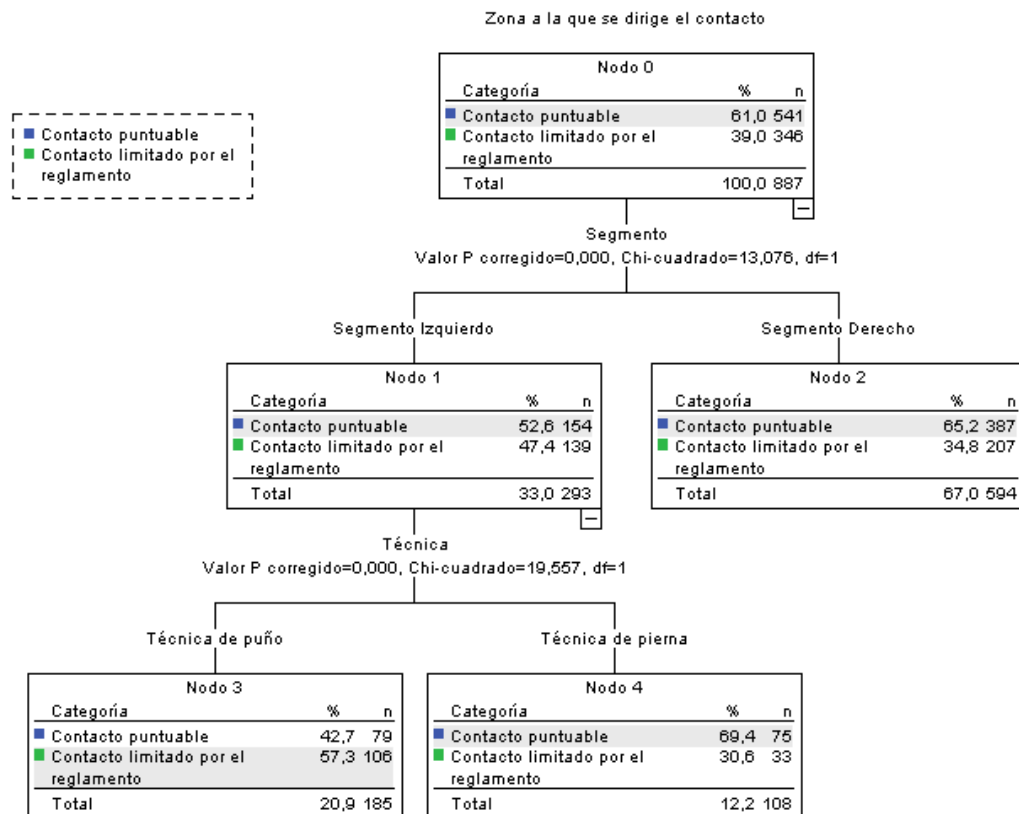 Zona a la que se dirige el contacto
Contacto puntuable
Contacto limitado por el
reglamento
Nodo 0
Categoría % n
Contacto puntuable 61,0 541
Contacto limitado por el 39,0 346
reglamento
Total 100,0 887
Segmento
Valor P corregido=0,000, Chi-cuadrado=13,076, df=1
Segmento Izquierdo
Segmento Derecho
Nodo 1
Categoría % n
Contacto puntuable 52,6 154
Contacto limitado por el 47,4 139
reglamento
Total 33,0 293
Nodo 2
Categoría % n
Contacto puntuable 65,2 387
Contacto limitado por el 34,8 207
reglamento
Total 67,0 594
Técnica
Valor P corregido=0,000, Chi-cuadrado=19,557, df=1
Técnica de puño
Técnica de pierna
Nodo 3
Categoría % n
Contacto puntuable 42,7 79
Contacto limitado por el 57,3 106
reglamento
Total 20,9 185
Nodo 4
Categoría % n
Contacto puntuable 69,4 75
Contacto limitado por el 30,6 33
reglamento
Total 12,2 108